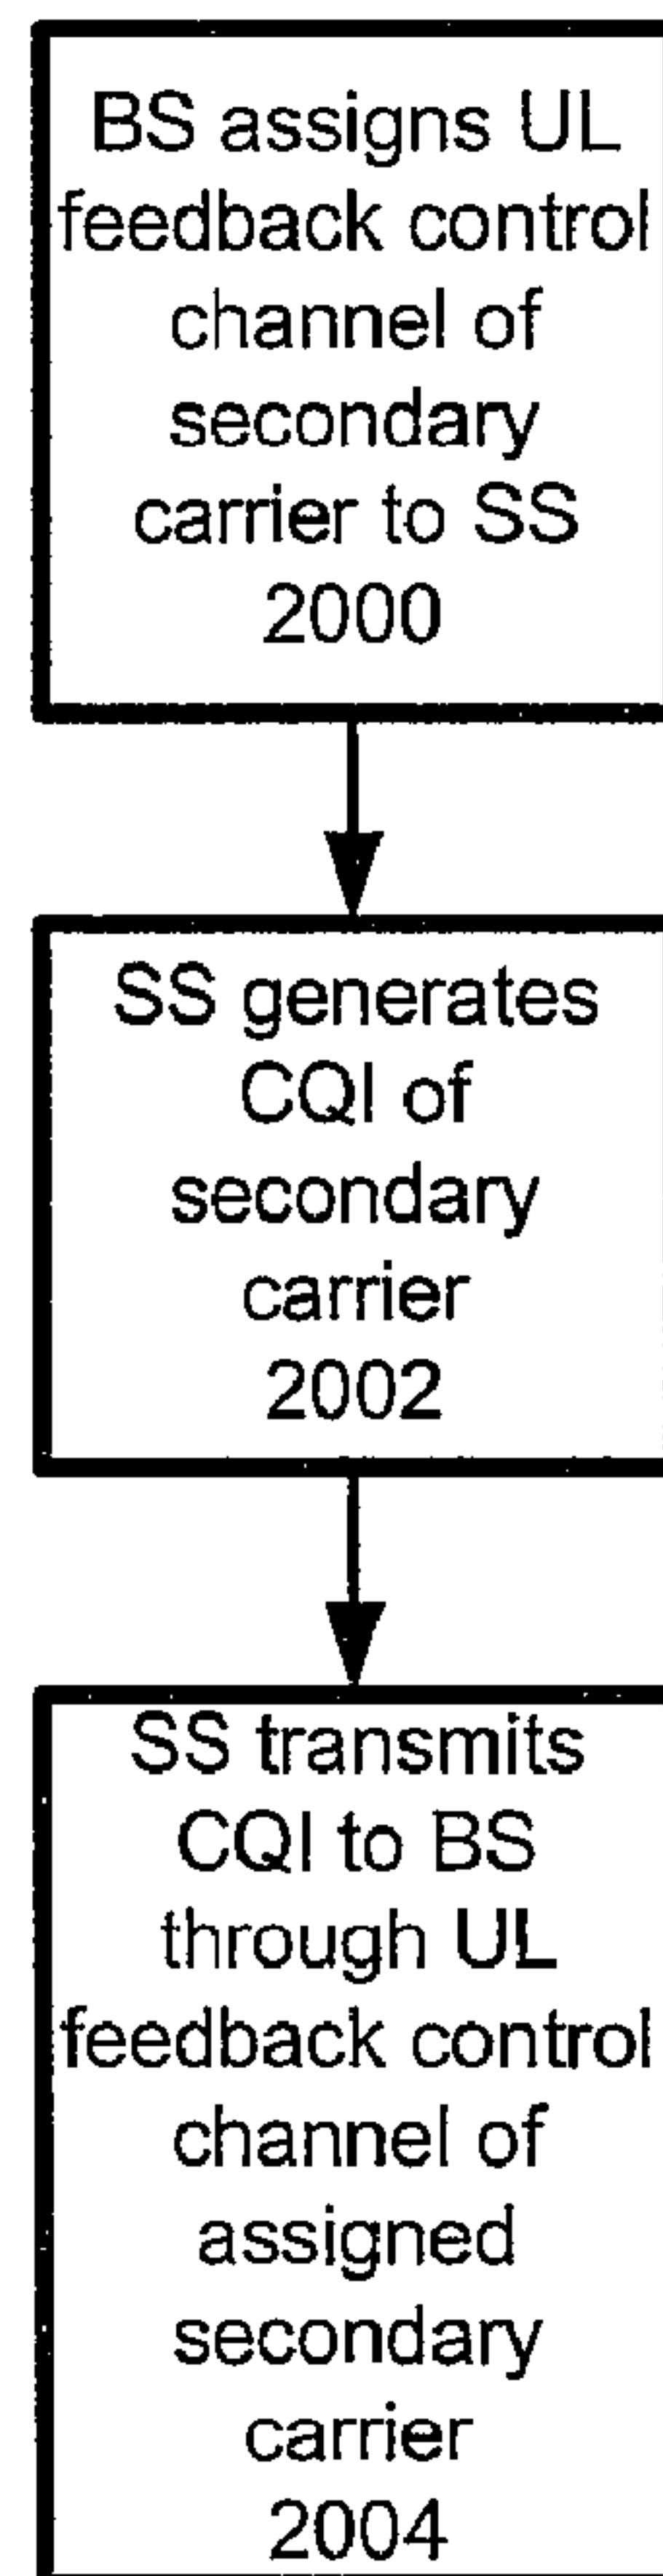 BS assigns UL
feedback control
channel of
secondary
carrier to SS
2000
SS generates
CQI of
secondary
carrier
2002
SS transmits
CQI to BS
through UL
feedback control
channel of
assigned
secondary
carrier
2004